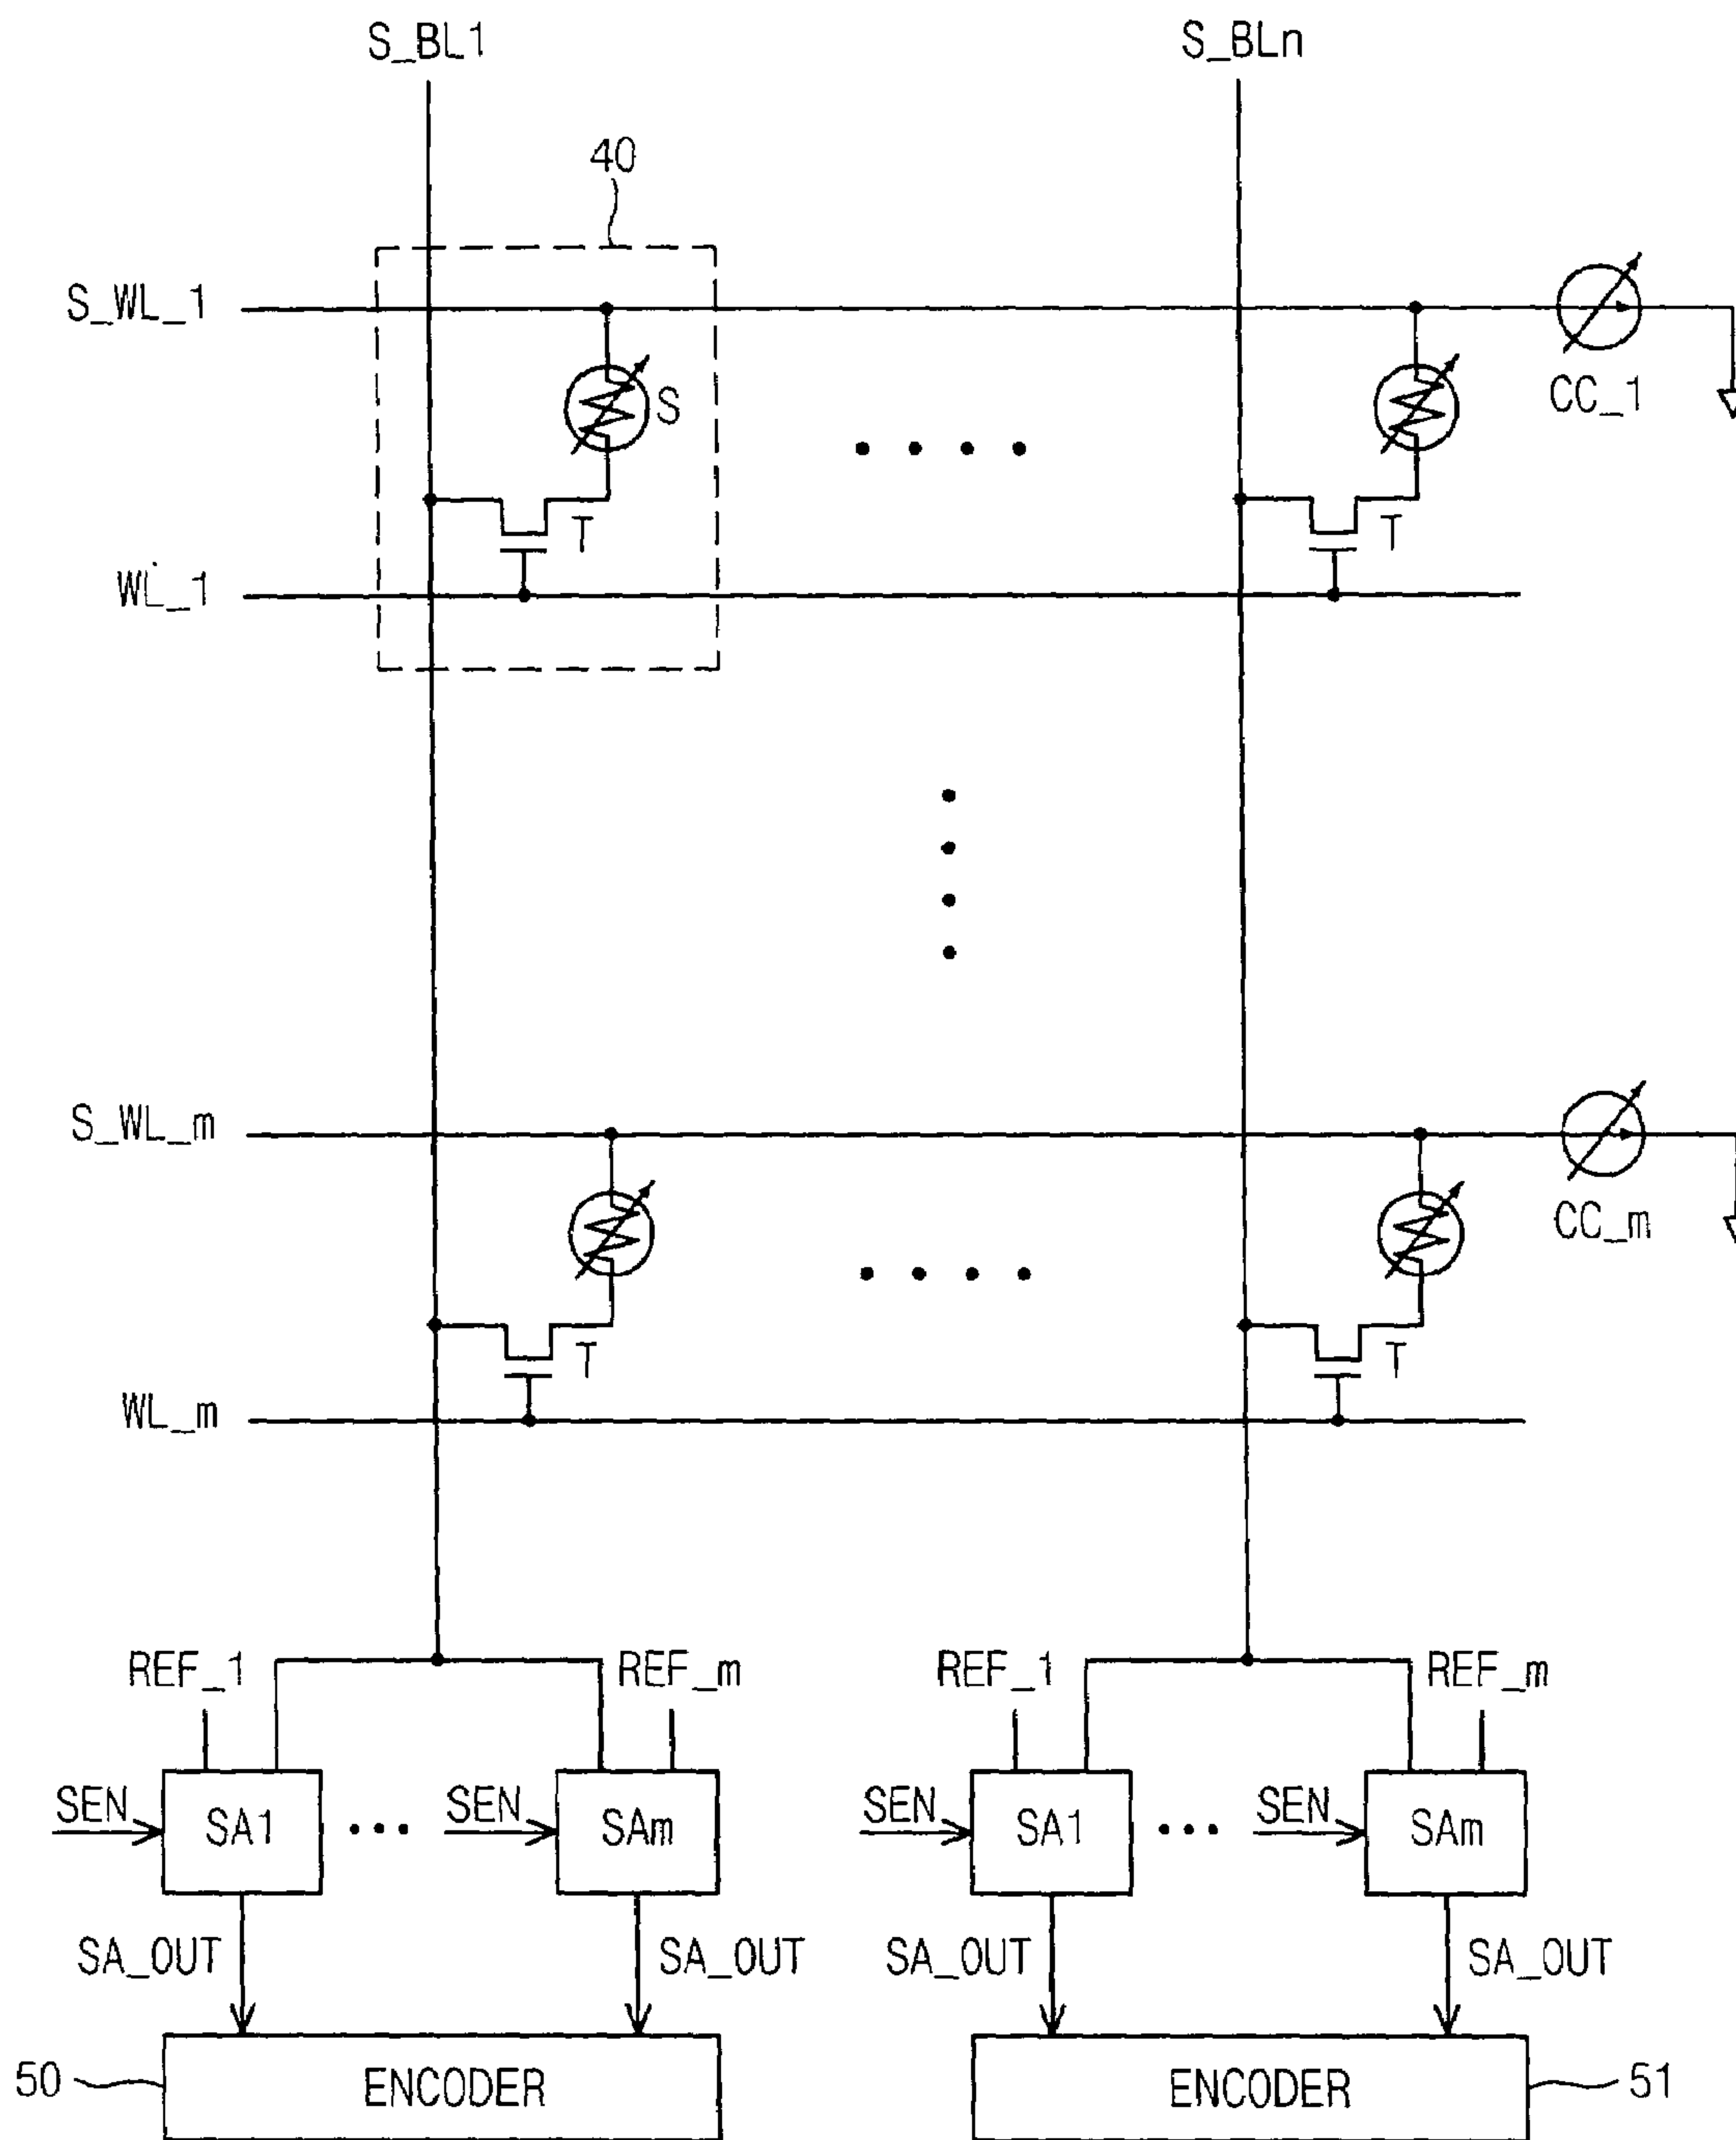 S_BL1 S_BLn
40
S_WL_1
S
CC_1
T T
WL_1
S_WL_m
CC_m
T T
WL_m
REF_1 REF_m REF_1 REF_m
SEN SA1 SEN SAm SEN SA1 SEN SAm
SA_OUT SA_OUT SA_OUT SA_OUT
50 ENCODER ENCODER 51